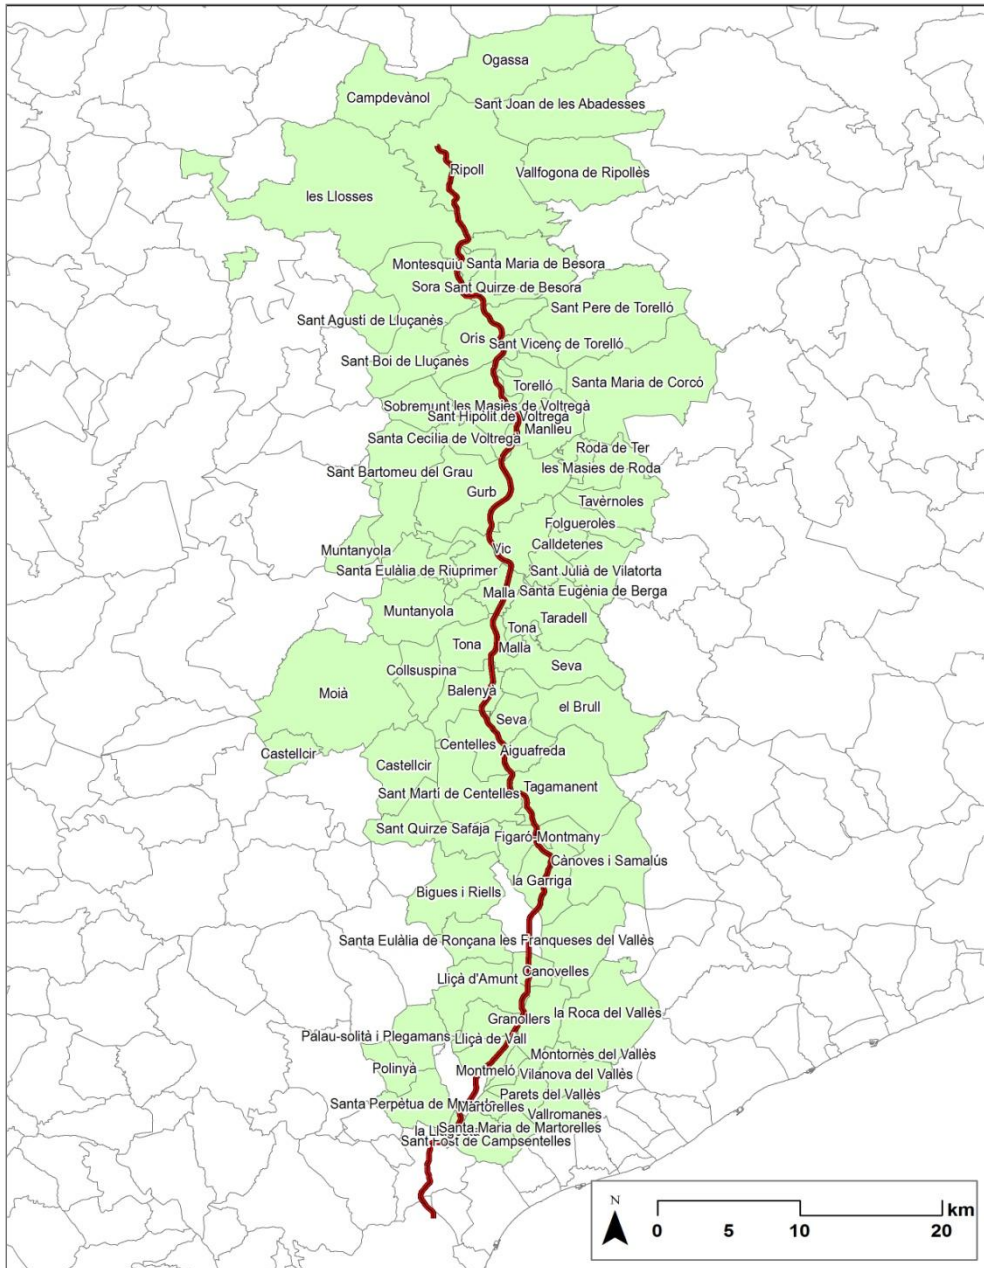 Ogassa
Campdevànol
Sant Joan de les Abadesses
Ripoll
Vallfogona de Ripollès
les Llosses
Montesquiu Santa Maria de Besora
Sora Sant Quirze de Besora
Sant Pere de Torelló
Sant Agustí de Lluçanès
Oris
Sant Vicenç de Torelló
Sant Boi de Lluçanès
Torelló
Santa Maria de Corcó
Sobremunt les Masies de Voltregà
Sant Hipòlit de Voltregà
Manlleu
Santa Cecília de Voltregà
Roda de Ter
les Masies de Roda
Sant Bartomeu del Grau
Gurb
Tavèrnoles
Folgueroles
Calldetenes
Vic
Muntanyola
Santa Eulàlia de Riuprimer
Sant Julià de Vilatorta
Malla
Santa Eugènia de Berga
Muntanyola
Taradell
Tona
Tona
Malla
Collsuspina
Seva
Moià
Balenyà
el Brull
Seva
Centelles
Aiguafreda
Castellcir
Castellcir
Tagamanent
Sant Martí de Centelles
Sant Quirze Safaja
Figaró-Montmany
Cànoves i Samalús
la Garriga
Bigues i Riells
Santa Eulàlia de Ronçana les Franqueses del Vallès
Canovelles
Lliçà d'Amunt
la Roca del Vallès
Granollers
Palau-solità i Plegamans
Lliçà de Vall
Montornès del Vallès
Polinyà
Montmeló
Vilanova del Vallès
Parets del Vallès
Santa Perpètua de
Martorelles
Vallromanes
Santa Maria de Martorelles
la
Sant Fost de Campsentelles
N
km
0 5 10 20